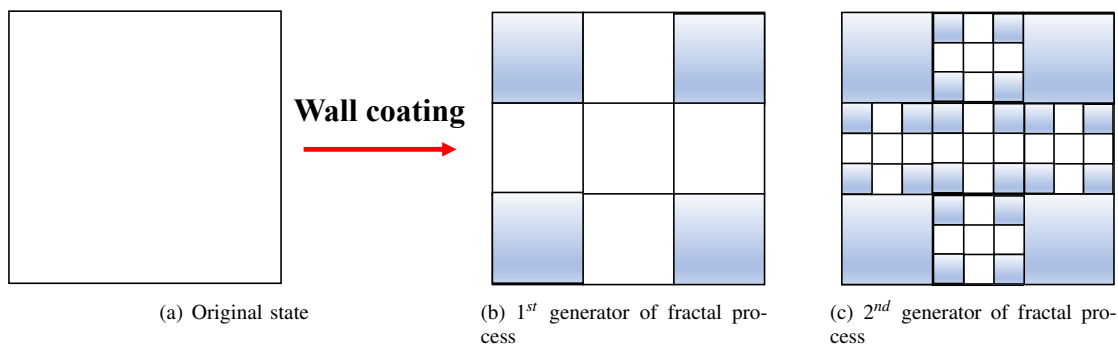 Wall coating
(a) Original state
(b) 1st generator of fractal pro-
cess
(c) 2nd generator of fractal pro-
cess